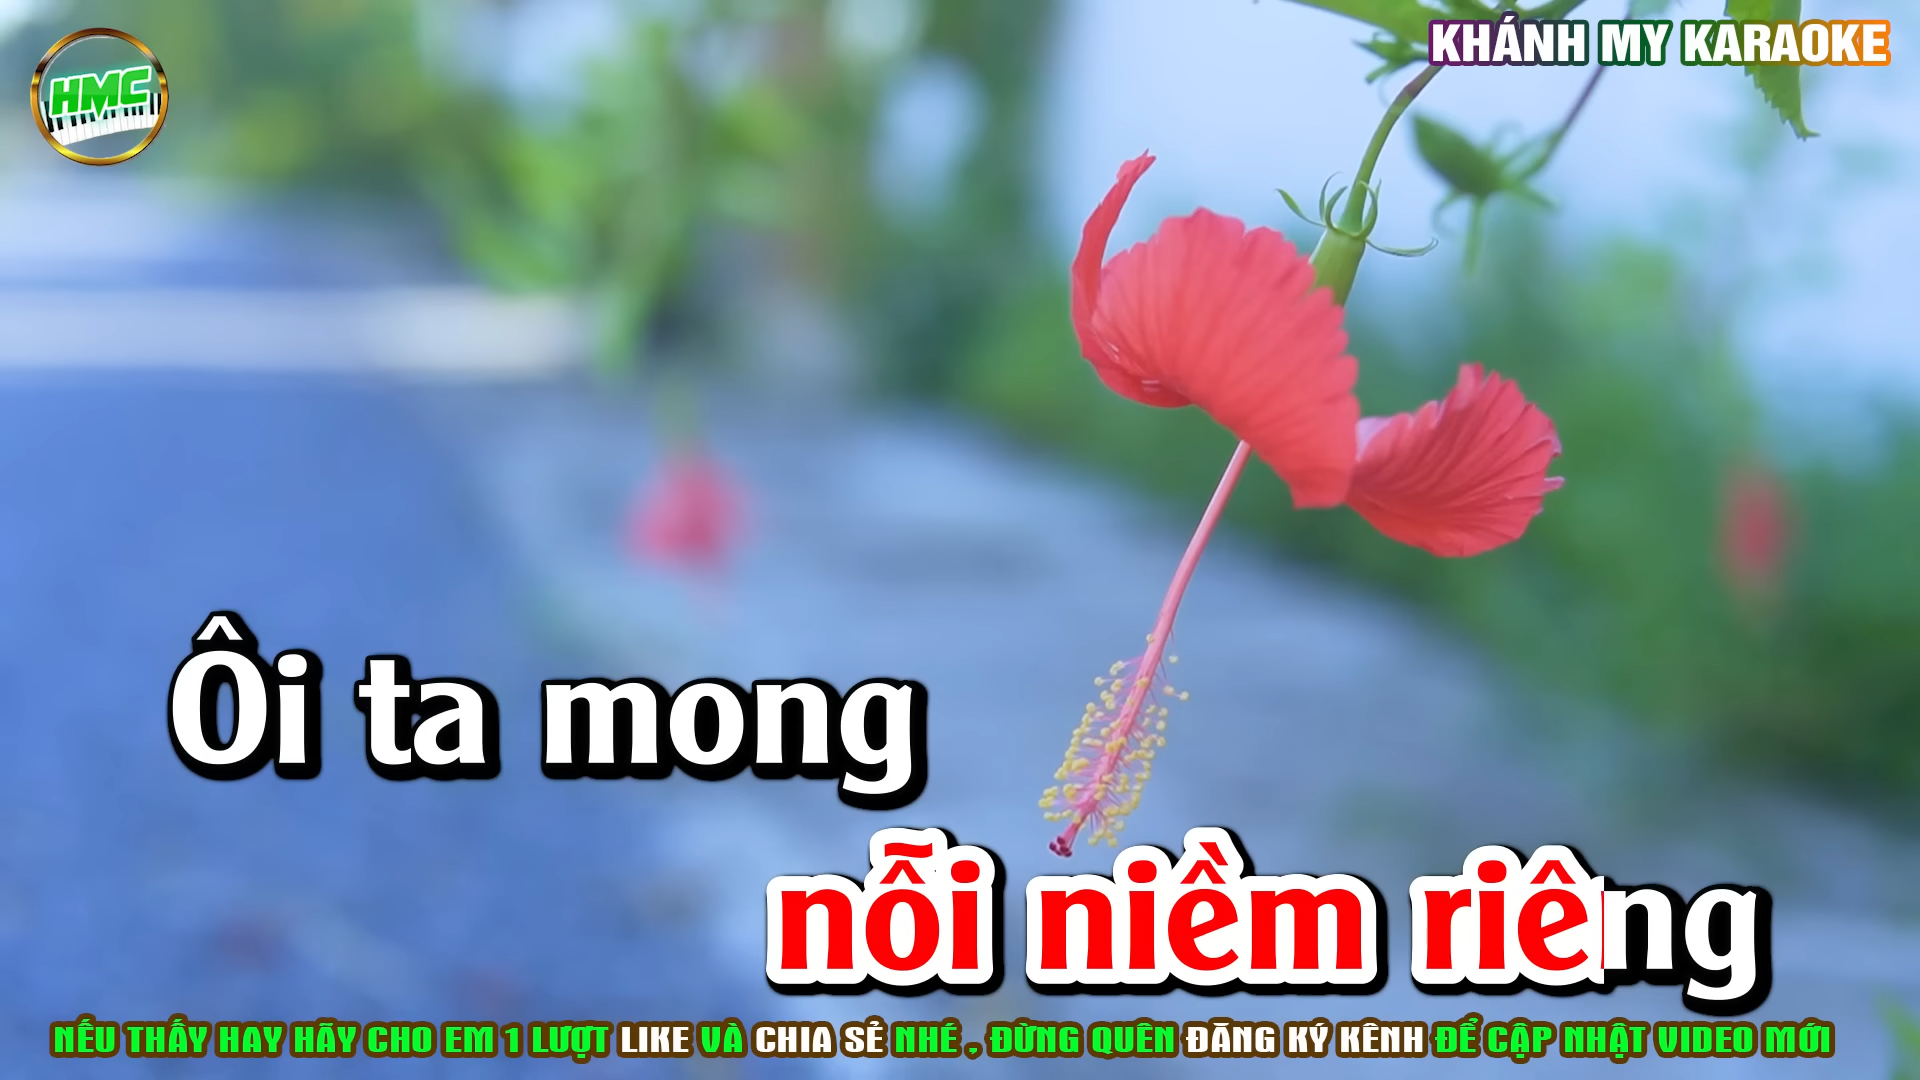 KHÁNH MY KARAOKE
HMC
Ôi ta mong
nỗi niềm riêng
NẾU THẤY HAY HÃY CHO EM 1 LƯỢT LIKE VÀ CHIA SẺ NHÉ , ĐỪNG QUÊN ĐĂNG KÝ KÊNH ĐỂ CẬP NHẬT VIDEO MỚI